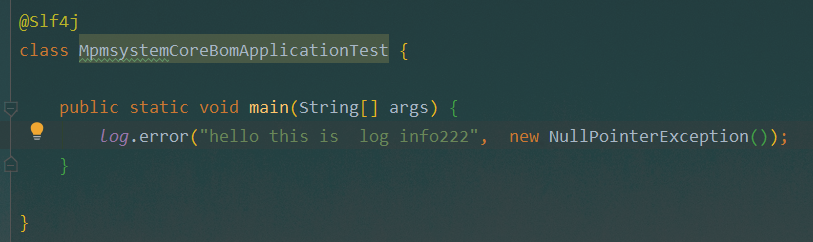 @Slf4j
class MpmsystemCoreBomApplicationTest {
public static void main(String[] args) {
log.error("hello this is  log info222",  new NullPointerException());
}
}